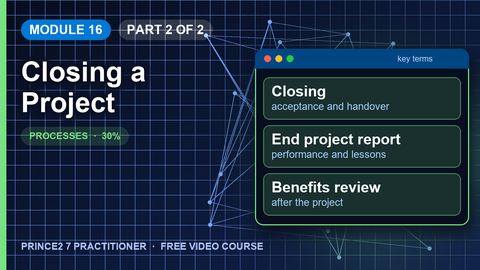 MODULE 16
PART 2 OF 2
Closing a
Project
PROCESSES · 30%
key terms
Closing
acceptance and handover
End project report
performance and lessons
Benefits review
after the project
PRINCE2 7 PRACTITIONER · FREE VIDEO COURSE